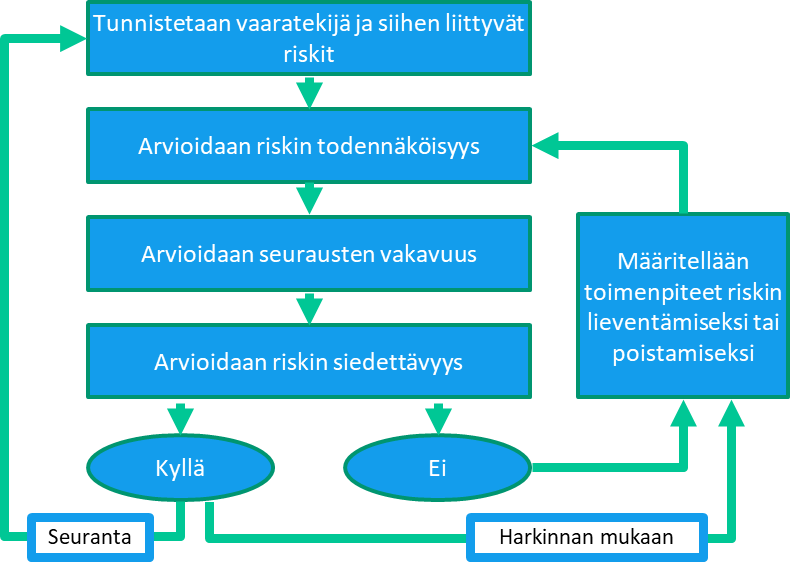 Tunnistetaan vaaratekijä ja siihen liittyvät
riskit
Arvioidaan riskin todennäköisyys
Arvioidaan seurausten vakavuus
Määritellään
toimenpiteet riskin
lieventämiseksi tai
poistamiseksi
Arvioidaan riskin siedettävyys
Kyllä
Ei
Seuranta
Harkinnan mukaan